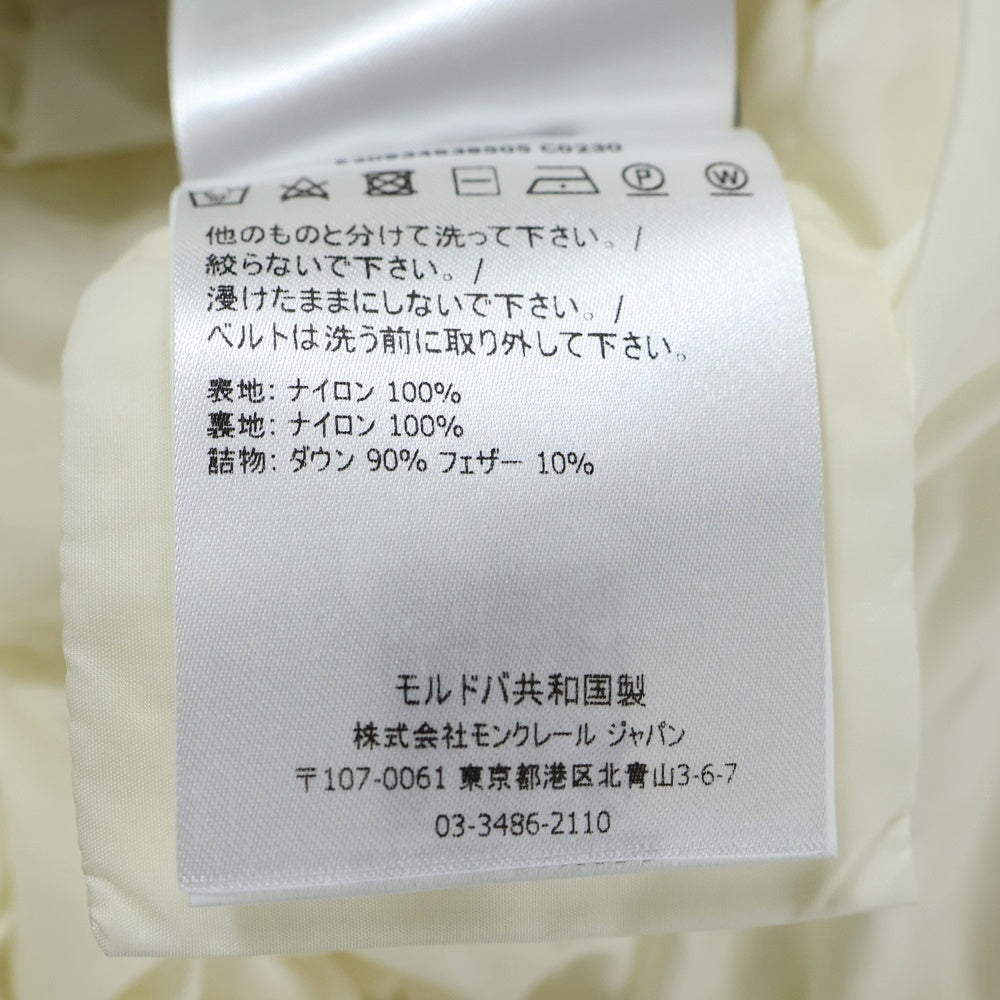 C0230
P W
他のものと分けて洗って下さい。/
絞らないで下さい。/
浸けたままにしないで下さい。/
ベルトは洗う前に取り外して下さい。
表地: ナイロン 100%
裏地: ナイロン 100%
詰物: ダウン 90% フェザー 10%
モルドバ共和国製
株式会社モンクレール ジャパン
〒107-0061 東京都港区北青山3-6-7
03-3486-2110